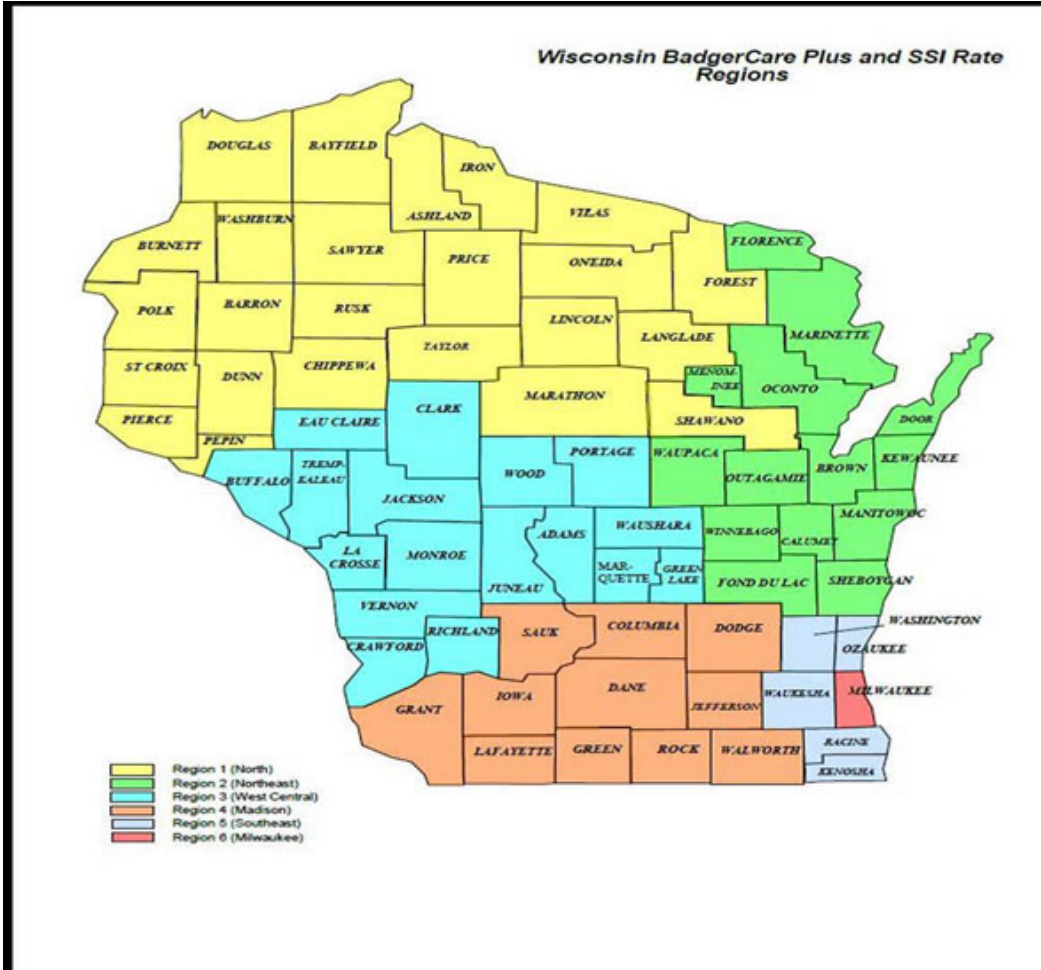 Wisconsin BadgerCare Plus and SSI Rate
Regions
DOUGLAS
BAYFIELD
IRON
ASHLAND
VILAS
WASHBURN
BURNETT
SAWYER
PRICE
ONEIDA
FLORENCE
FOREST
POLK
BARRON
RUSK
LINCOLN
LANGLADE
MARINETTE
TAYLOR
ST CROIX
DUNN
CHIPPEWA
MENOM-
INEE
OCONTO
MARATHON
CLARK
PIERCE
EAU CLAIRE
SHAWANO
DOOR
PEPIN
PORTAGE
WAUPACA
KEWAUNEE
BUFFALO
TREMP-
EALEAU
WOOD
OUTAGAMIE
BROWN
JACKSON
MANITOWOC
WAUSHARA
ADAMS
WINNEBAGO
CALUMET
LA
CROSSE
MONROE
MAR-
QUETTE
GREEN
LAKE
JUNEAU
FOND DU LAC
SHEBOYGAN
VERNON
RICHLAND
SAUK
COLUMBIA
DODGE
WASHINGTON
CRAWFORD
OZAUKEE
DANE
IOWA
WAUKESHA
MILWAUKEE
GRANT
JEFFERSON
LAFAYETTE
GREEN
ROCK
WALWORTH
RACINE
KENOSHA
Region 1 (North)
Region 2 (Northeast)
Region 3 (West Central)
Region 4 (Madison)
Region 5 (Southeast)
Region 6 (Milwaukee)